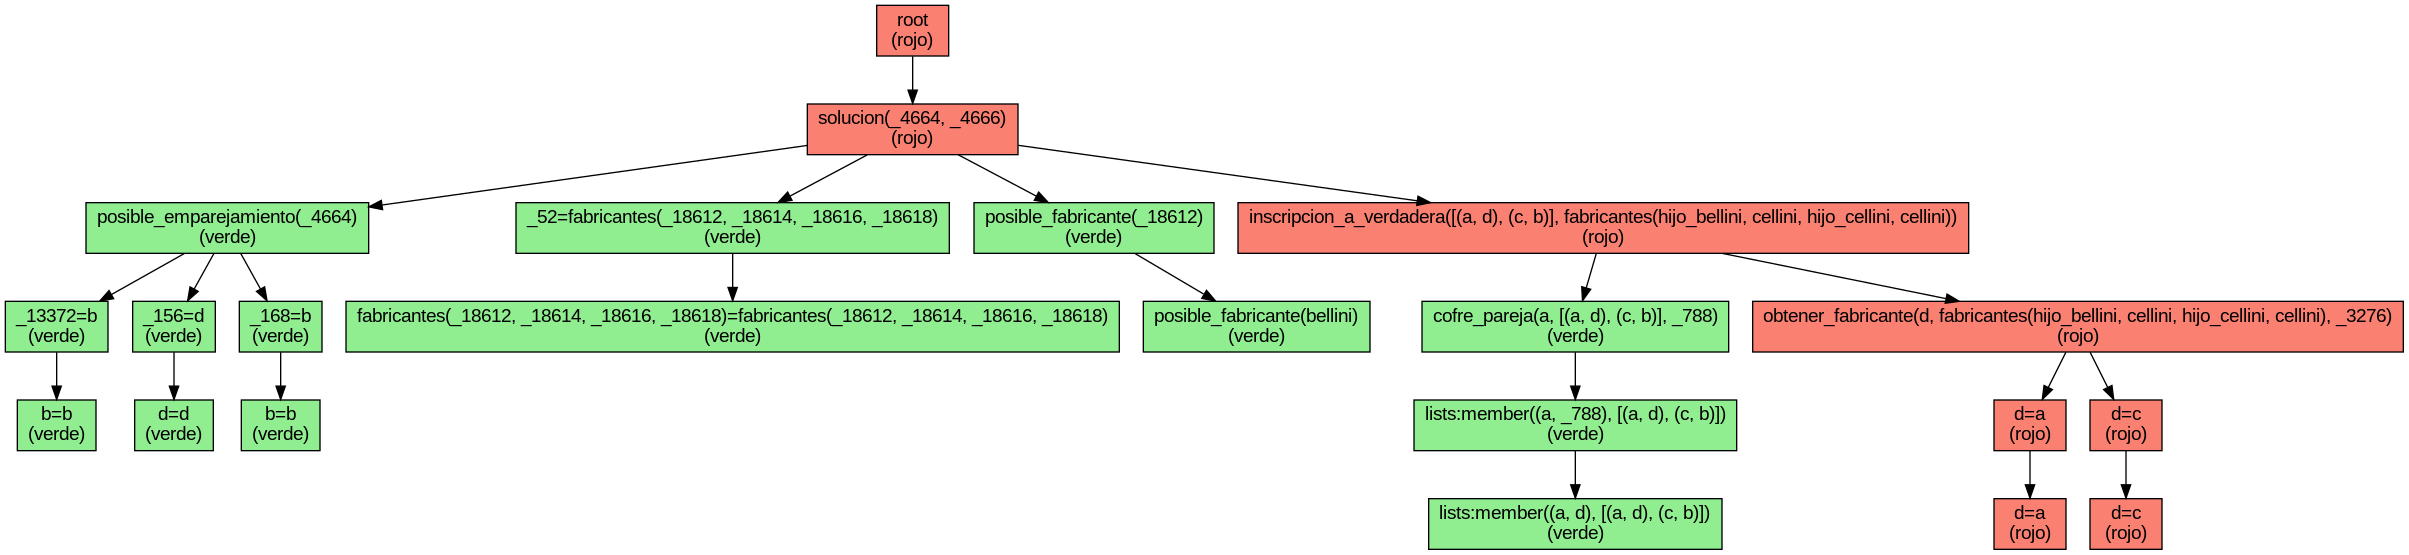 root
(rojo)
solucion(_4664, _4666)
(rojo)
posible_emparejamiento(_4664)
(verde)
_52=fabricantes(_18612, _18614, _18616, _18618)
(verde)
posible_fabricante(_18612)
(verde)
inscripcion_a_verdadera([(a, d), (c, b)], fabricantes(hijo_bellini, cellini, hijo_cellini, cellini))
(rojo)
_13372=b
(verde)
_156=d
(verde)
_168=b
(verde)
fabricantes(_18612, _18614, _18616, _18618)=fabricantes(_18612, _18614, _18616, _18618)
(verde)
posible_fabricante(bellini)
(verde)
cofre_pareja(a, [(a, d), (c, b)], _788)
(verde)
obtener_fabricante(d, fabricantes(hijo_bellini, cellini, hijo_cellini, cellini), _3276)
(rojo)
b=b
(verde)
d=d
(verde)
b=b
(verde)
lists:member((a, _788), [(a, d), (c, b)])
(verde)
d=a
(rojo)
d=c
(rojo)
lists:member((a, d), [(a, d), (c, b)])
(verde)
d=a
(rojo)
d=c
(rojo)